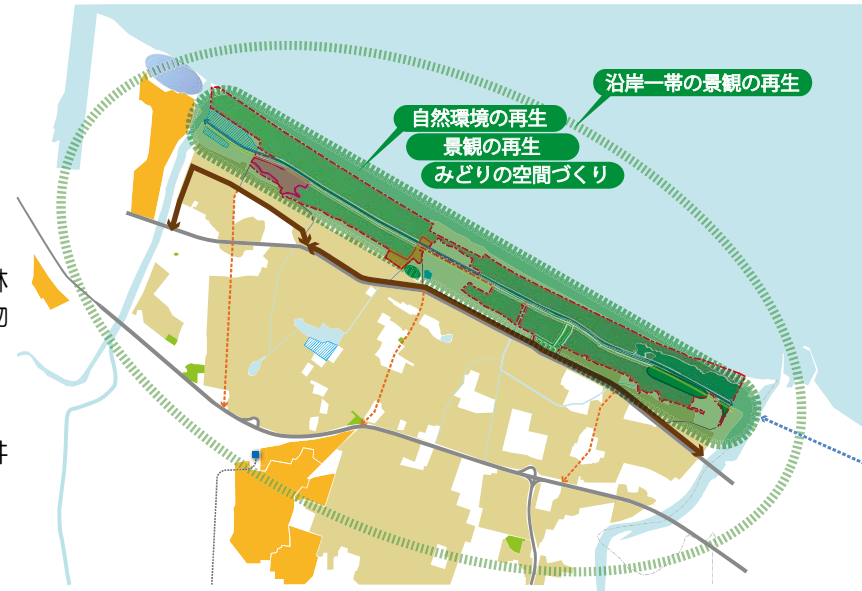 沿岸一帯の景観の再生
自然環境の再生
景観の再生
みどりの空間づくり
林